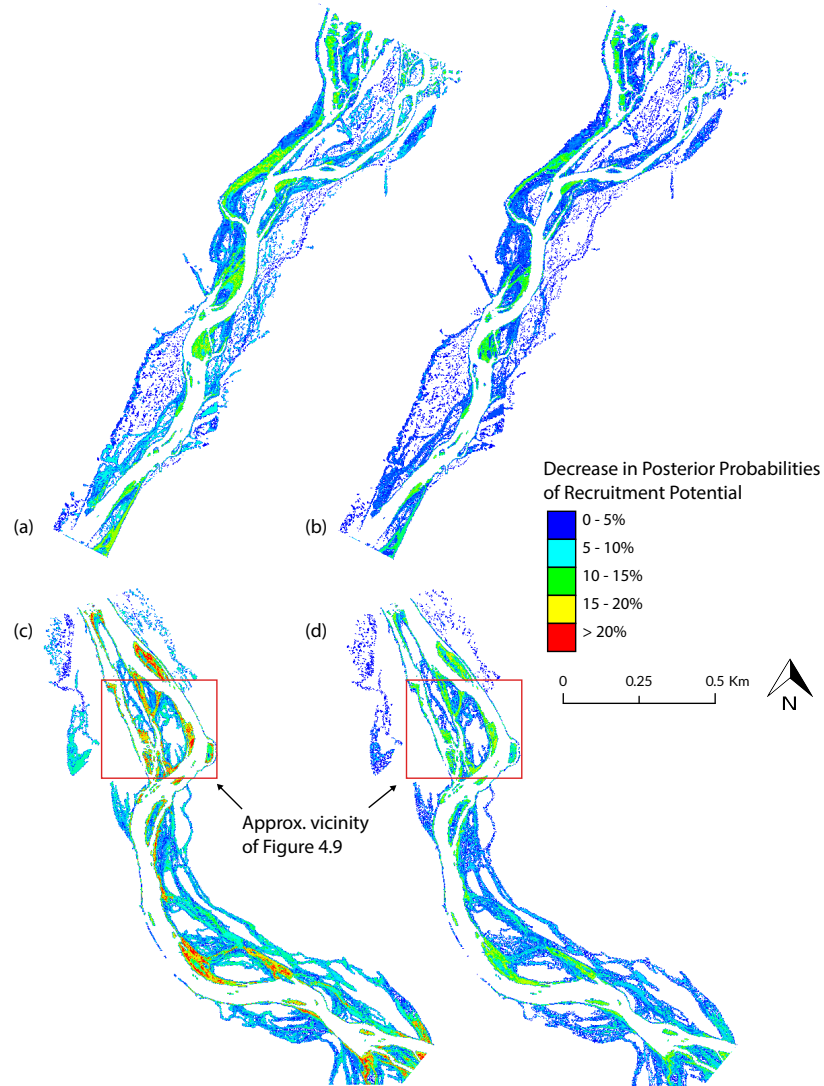 (a)
(b)
Decrease in Posterior Probabilities
of Recruitment Potential
0 - 5%
5 - 10%
10 - 15%
15 - 20%
> 20%
(c)
(d)
0 0.25 0.5 Km
N
Approx. vicinity
of Figure 4.9